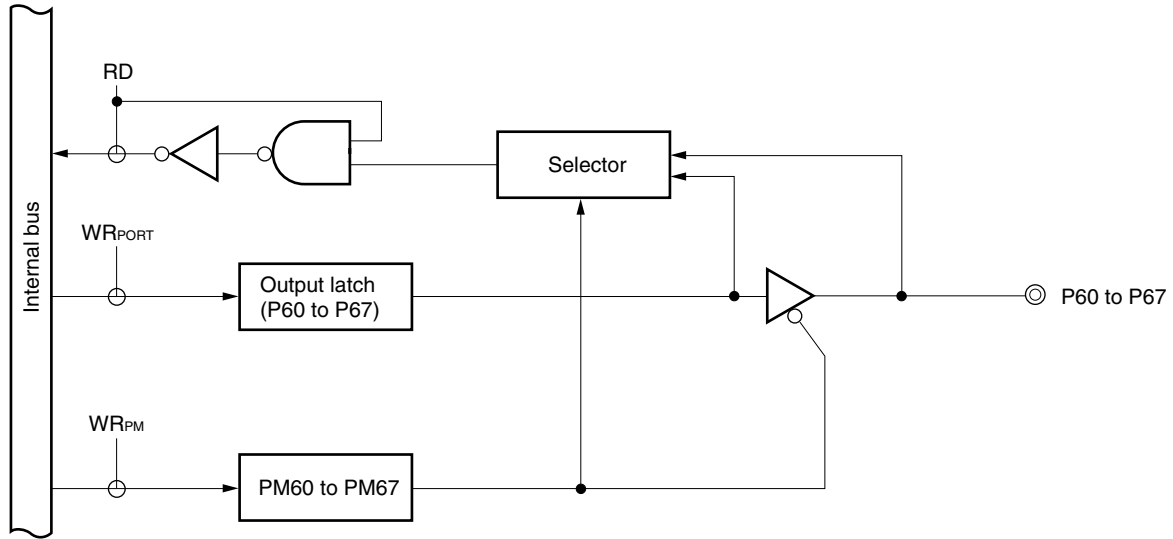 RD
Selector
Internal bus
WRPORT
Output latch
(P60 to P67)
P60 to P67
WRPM
PM60 to PM67